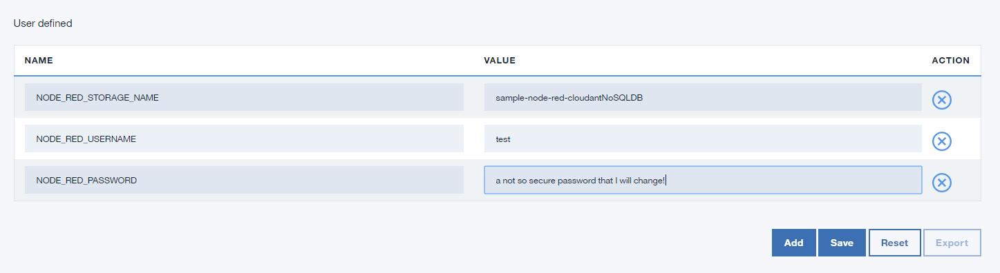 User defined
NAME VALUE ACTION
NODE_RED_STORAGE_NAME sample-node-red-cloudantNoSQLDB
NODE_RED_USERNAME test
NODE_RED_PASSWORD a not so secure password that I will change!
Add Save Reset Export